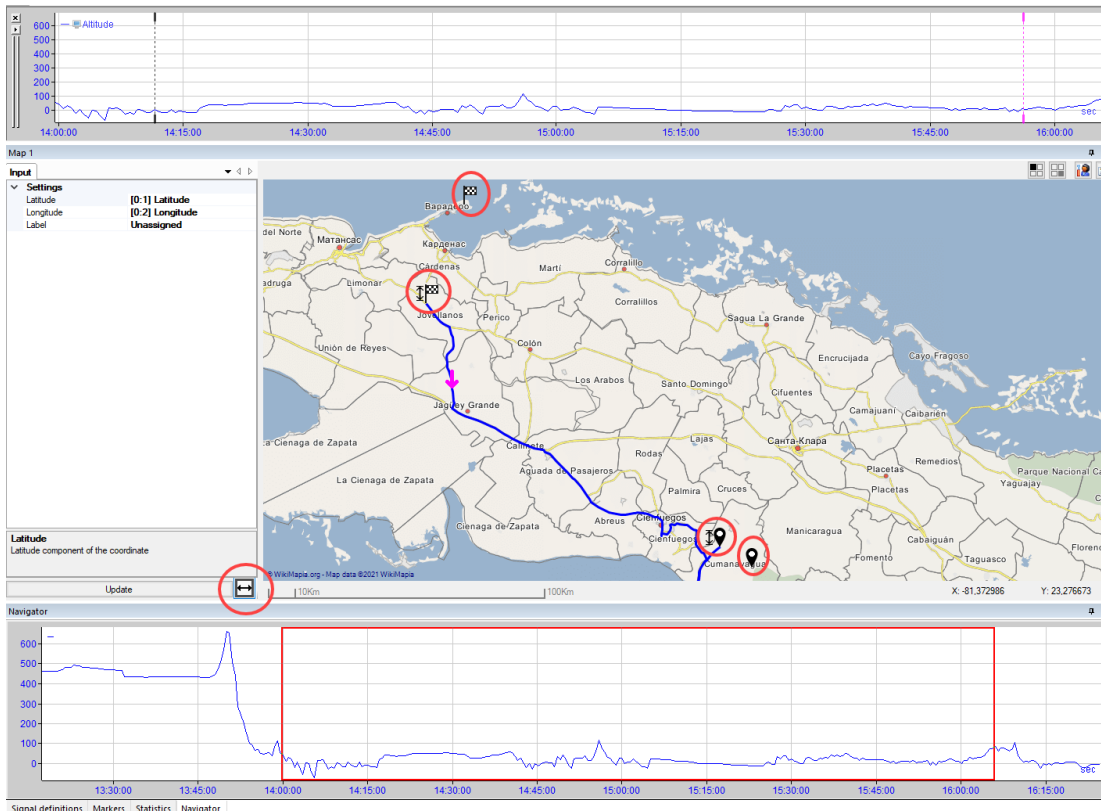 600
Altitude
500
400
300
200
100
0
sec
14:00:00 14:15:00 14:30:00 14:45:00 15:00:00 15:15:00 15:30:00 15:45:00 16:00:00
Map 1
Input
Settings
Latitude [0:1] Latitude
Longitude [0:2] Longitude
Label Unassigned
Latitude
Latitude component of the coordinate
Update
Варадеро
del Norte
Матансас
Карденас
Cárdenas
Martí
Corralillo
adruga
Limonar
Corralillos
Jovellanos
Perico
Sagua La Grande
Unión de Reyes
Colón
Encrucijada
Cayo Fragoso
Los Arabos
Santo Domingo
Cifuentes
Jagüey Grande
Camajuaní
Caibarién
a Cienaga de Zapata
Calimete
Lajas
Санта-Клара
Rodas
Remedios
Placetas
Parque Nacional Ca
Aguada de Pasajeros
La Cienaga de Zapata
Palmira
Cruces
Placetas
Yaguajay
Abreus
Cienfuegos
Cienaga de Zapata
Manicaragua
Cienfuegos
Cabaiguán
Fomento
Taguasco
Florenc
Cumanayagua
© WikiMapia.org - Map data ©2021 WikiMapia
10Km 100Km
X: -81,372986 Y: 23,276673
Navigator
600
500
400
300
200
100
0
sec
13:30:00 13:45:00 14:00:00 14:15:00 14:30:00 14:45:00 15:00:00 15:15:00 15:30:00 15:45:00 16:00:00 16:15:00
Signal definitions Markers Statistics Navigator